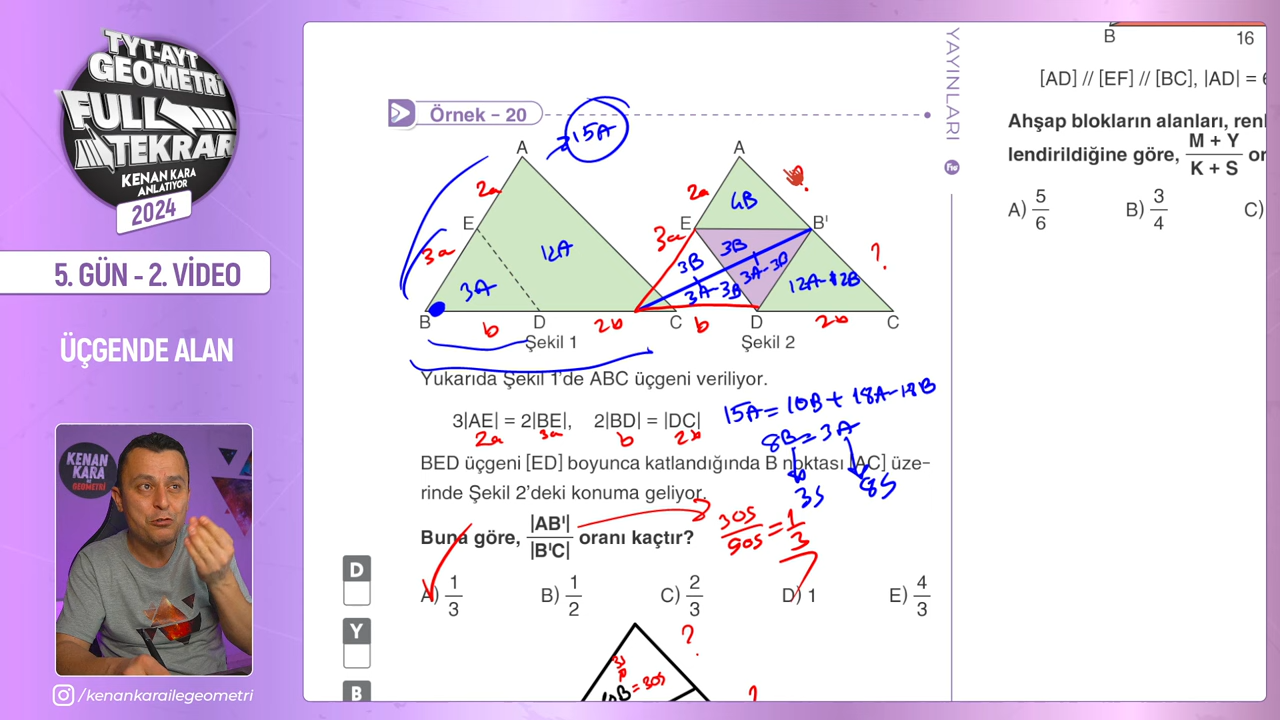 TYT-AYT
GEOMETRİ
FULL
TEKRAR
KENAN KARA
ANLATIYOR
2024
5. GÜN - 2. VİDEO
ÜÇGENDE ALAN
KENAN
KARA
GEOMETRİ
/kenankarailegeometri
Örnek – 20
15A
A
2a
E
3a
12A
3A
B
b
D
2b
C
Şekil 1
A
2a
4B
E
B'
3a
3B
3B
3A-3B
3A-3B
12A-12B
?
b
D
2b
C
Şekil 2
Yukarıda Şekil 1'de ABC üçgeni veriliyor.
3|AE| = 2|BE|, 2|BD| = |DC|
2a 3a b 2b
15A = 10B + 18A-18B
8B = 3A
3S 8S
BED üçgeni [ED] boyunca katlandığında B noktası [AC] üze-
rinde Şekil 2'deki konuma geliyor.
Buna göre, |AB'| / |B'C| oranı kaçtır?
30S / 90S = 1/3
A) 1/3 B) 1/2 C) 2/3 D) 1 E) 4/3
D
Y
B
?
4B = 30S
?
YAYINLARI
B
16
[AD] // [EF] // [BC], |AD| =
Ahşap blokların alanları,
lendirildiğine göre, M + Y / K + S
A) 5/6 B) 3/4 C)